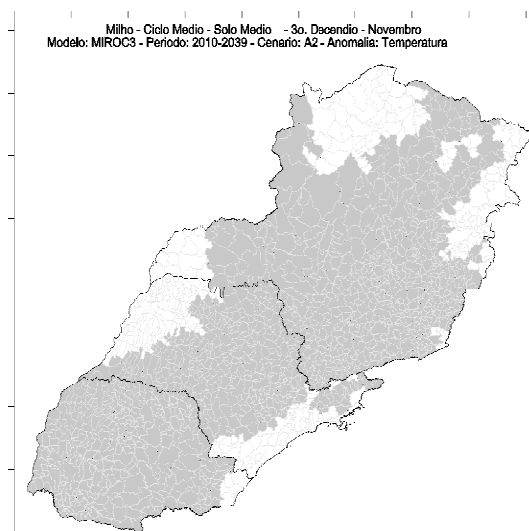 Milho - Ciclo Medio - Solo Medio - 3o. Decendio - Novembro
Modelo: MIROC3 - Periodo: 2010-2039 - Cenario: A2 - Anomalia: Temperatura